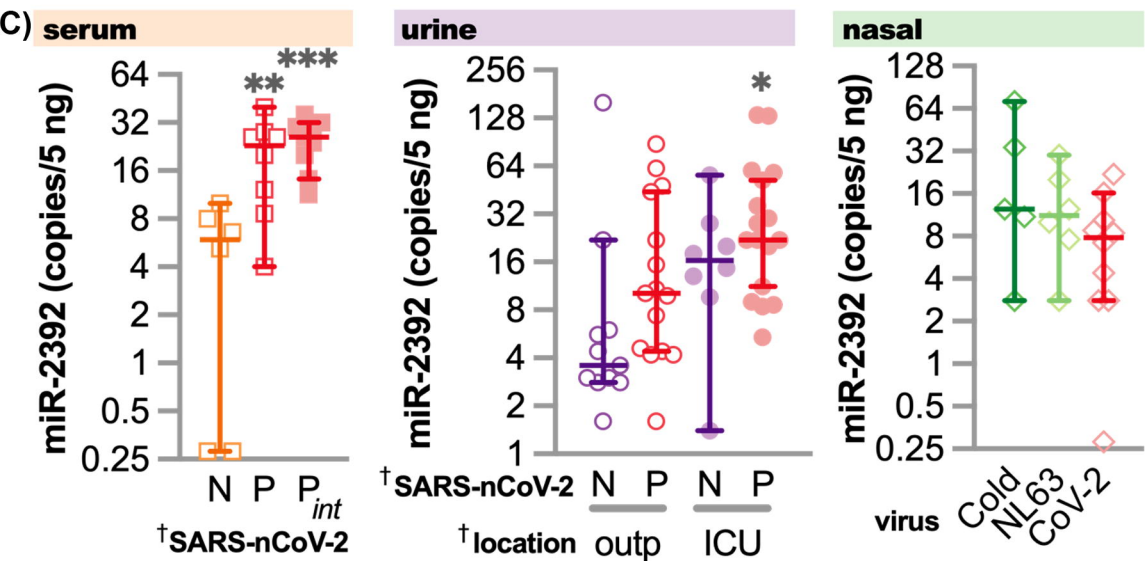 C) serum
miR-2392 (copies/5 ng)
64
32
16
8
4
2
1
0.5
0.25
**
***
N P Pint
†SARS-nCoV-2
urine
miR-2392 (copies/5 ng)
256
128
64
32
16
8
4
2
1
*
†SARS-nCoV-2 N P N P
†location outp ICU
nasal
miR-2392 (copies/5 ng)
128
64
32
16
8
4
2
1
0.5
0.25
virus Cold NL63 CoV-2